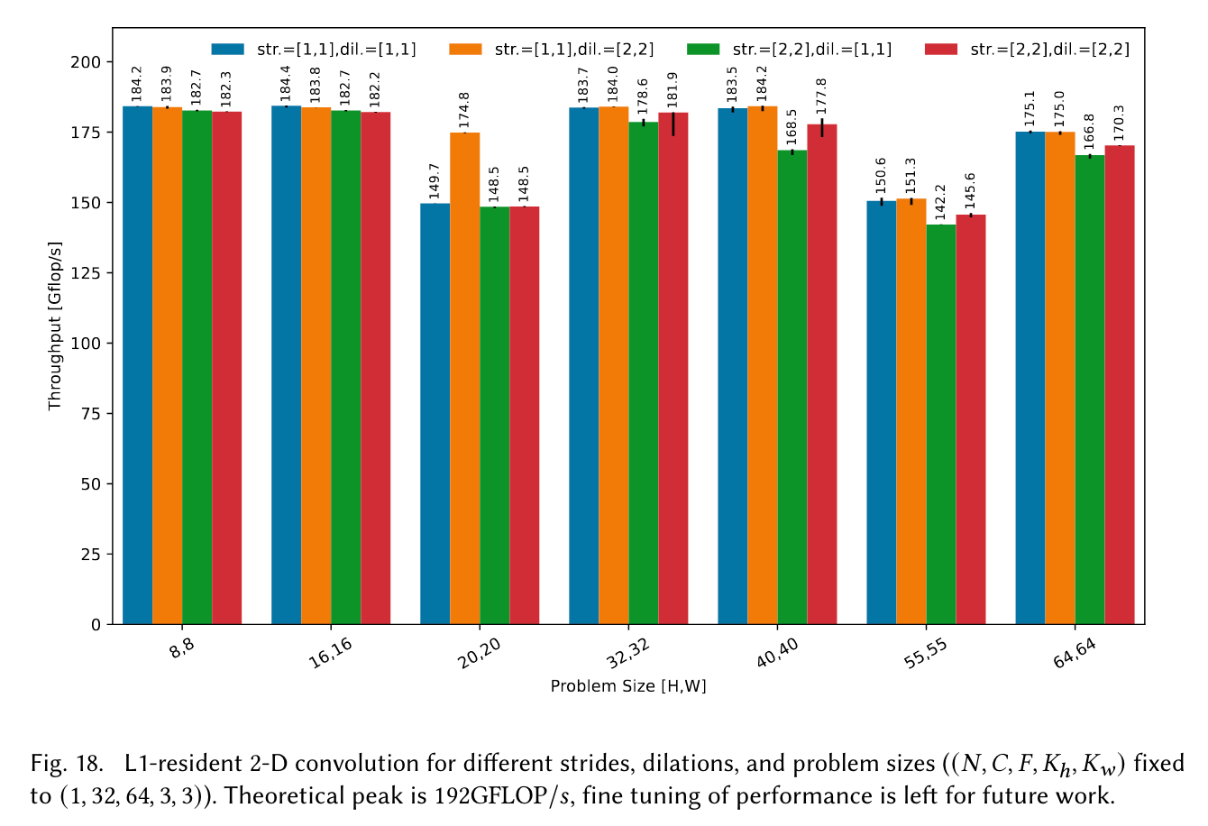 str.=[1,1],dil.=[1,1] str.=[1,1],dil.=[2,2] str.=[2,2],dil.=[1,1] str.=[2,2],dil.=[2,2]
200
175
150
125
100
75
50
25
0
Throughput [Gflop/s]
184.2 183.9 182.7 182.3
184.4 183.8 182.7 182.2
149.7 174.8 148.5 148.5
183.7 184.0 178.6 181.9
183.5 184.2 168.5 177.8
150.6 151.3 142.2 145.6
175.1 175.0 166.8 170.3
8,8 16,16 20,20 32,32 40,40 55,55 64,64
Problem Size [H,W]
Fig. 18. L1-resident 2-D convolution for different strides, dilations, and problem sizes ((N, C, F, K_h, K_w) fixed
to (1, 32, 64, 3, 3)). Theoretical peak is 192GFLOP/s, fine tuning of performance is left for future work.